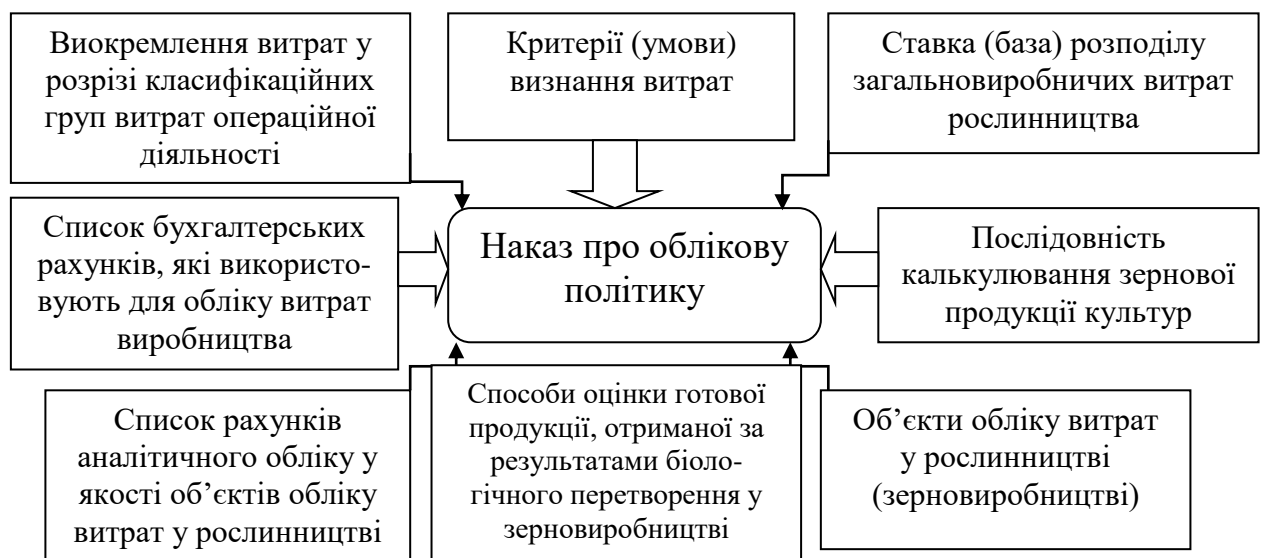 Виокремлення витрат у
розрізі класифікаційних
груп витрат операційної
діяльності
Критерії (умови)
визнання витрат
Ставка (база) розподілу
загальновиробничих витрат
рослинництва
Список бухгалтерських
рахунків, які використо-
вують для обліку витрат
виробництва
Наказ про облікову
політику
Послідовність
калькулювання зернової
продукції культур
Список рахунків
аналітичного обліку у
якості об’єктів обліку
витрат у рослинництві
Способи оцінки готової
продукції, отриманої за
результатами біоло-
гічного перетворення у
зерновиробництві
Об’єкти обліку витрат
у рослинництві
(зерновиробництві)